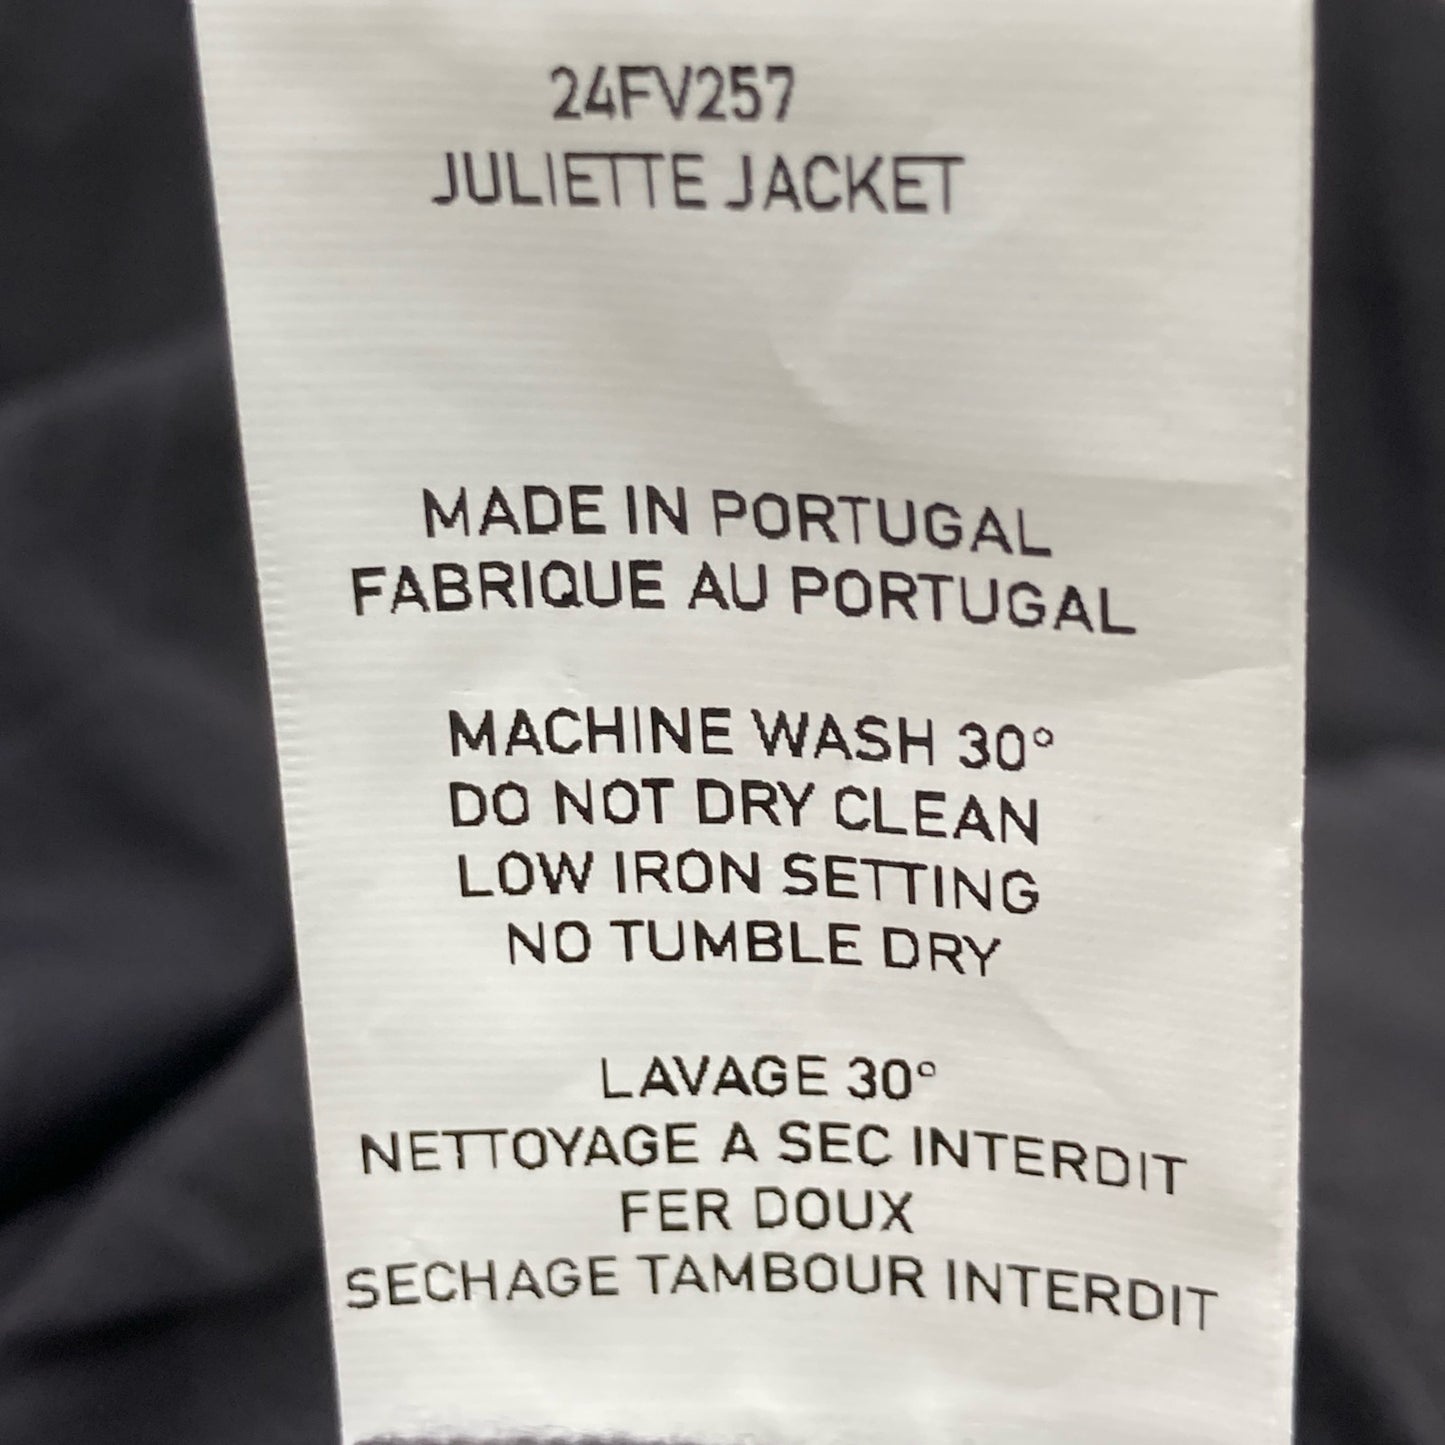 24FV257
JULIETTE JACKET
MADE IN PORTUGAL
FABRIQUE AU PORTUGAL
MACHINE WASH 30°
DO NOT DRY CLEAN
LOW IRON SETTING
NO TUMBLE DRY
LAVAGE 30°
NETTOYAGE A SEC INTERDIT
FER DOUX
SECHAGE TAMBOUR INTERDIT